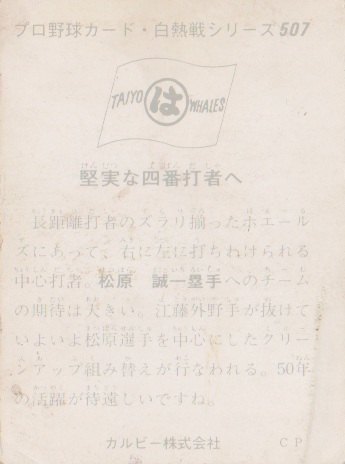 プロ野球カード・白熱戦シリーズ507
TAIYO は WHALES
堅実な四番打者へ
長距離打者のズラリ揃ったホエール
ズにあって、右に左に打ちわけられる
中心打者。松原 誠一塁手へのチーム
の期待は大きい。江藤外野手が抜けて
いよいよ松原選手を中心にしたクリー
ンアップ組み替えが行なわれる。50年
の活躍が待遠しいですね。
カルビー株式会社 CP